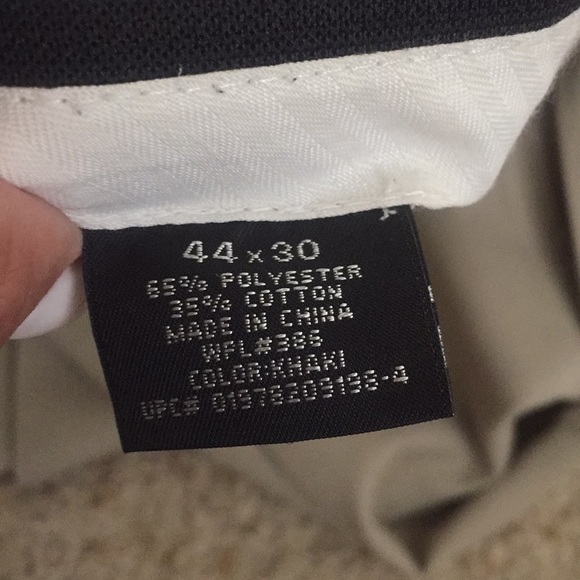 44 x 30
65% POLYESTER
35% COTTON
MADE IN CHINA
COLOR:KHAKI
UPC#